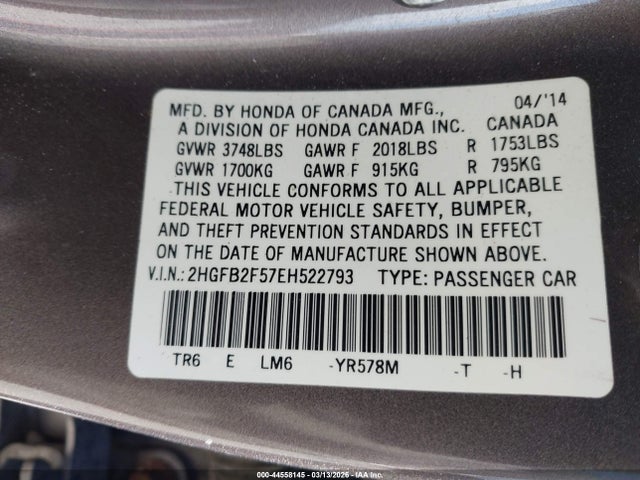 MFD. BY HONDA OF CANADA MFG., 04/'14
A DIVISION OF HONDA CANADA INC. CANADA
GVWR 3748LBS GAWR F 2018LBS R 1753LBS
GVWR 1700KG GAWR F 915KG R 795KG
THIS VEHICLE CONFORMS TO ALL APPLICABLE
FEDERAL MOTOR VEHICLE SAFETY, BUMPER,
AND THEFT PREVENTION STANDARDS IN EFFECT
ON THE DATE OF MANUFACTURE SHOWN ABOVE.
V.I.N.: 2HGFB2F57EH522793 TYPE: PASSENGER CAR
TR6 E LM6 -YR578M -T -H
000-44558145 - 03/13/2026 - IAA Inc.